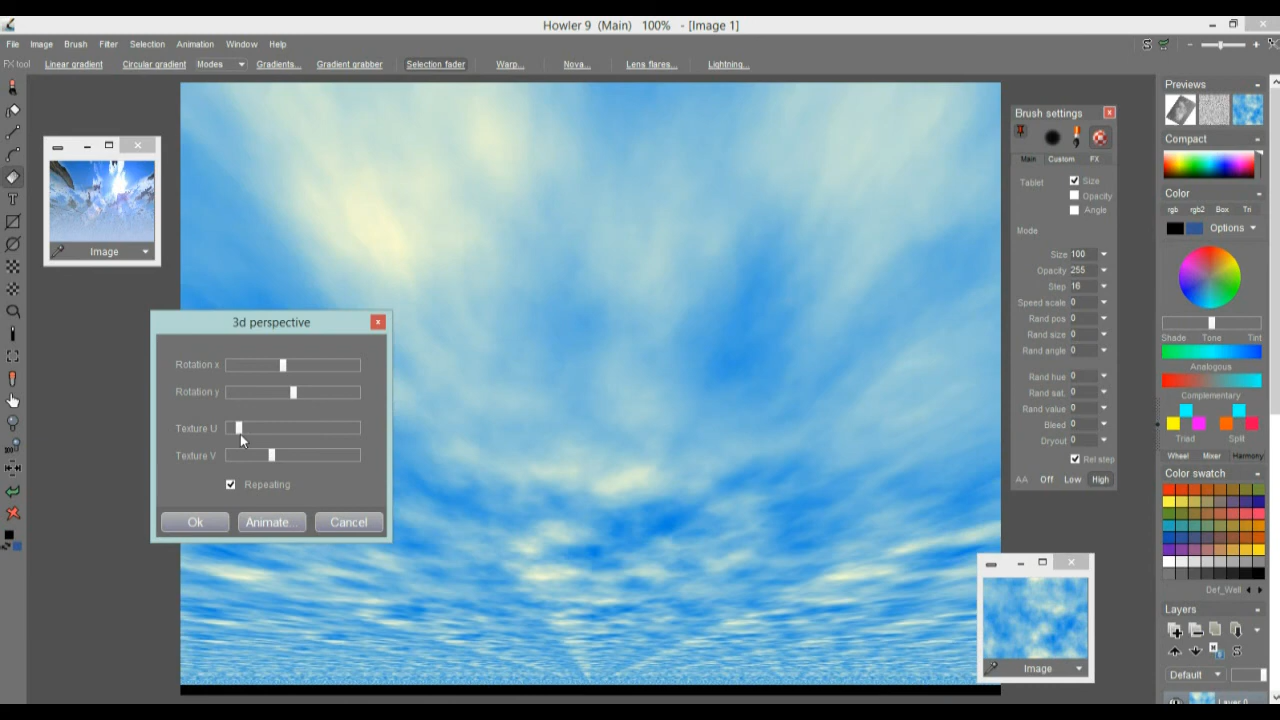 Howler 9 (Main) 100% - [Image 1]
File Image Brush Filter Selection Animation Window Help
FX tool Linear gradient Circular gradient Modes Gradients... Gradient grabber Selection fader Warp... Nova... Lens flares... Lightning...
Image
3d perspective
Rotation x
Rotation y
Texture U
Texture V
Repeating
Ok Animate... Cancel
Brush settings
Main Custom FX
Tablet Size
Opacity
Angle
Mode
Size 100
Opacity 255
Step 16
Speed scale 0
Rand pos 0
Rand size 0
Rand angle 0
Rand hue 0
Rand sat. 0
Rand value 0
Bleed 0
Dryout 0
Rel step
AA Off Low High
Image
Previews
Compact
Color
rgb rgb2 Box Tri
Options
Shade Tone Tint
Analogous
Complementary
Triad Split
Wheel Mixer Harmony
Color swatch
Def_Well
Layers
Default
Layer 0